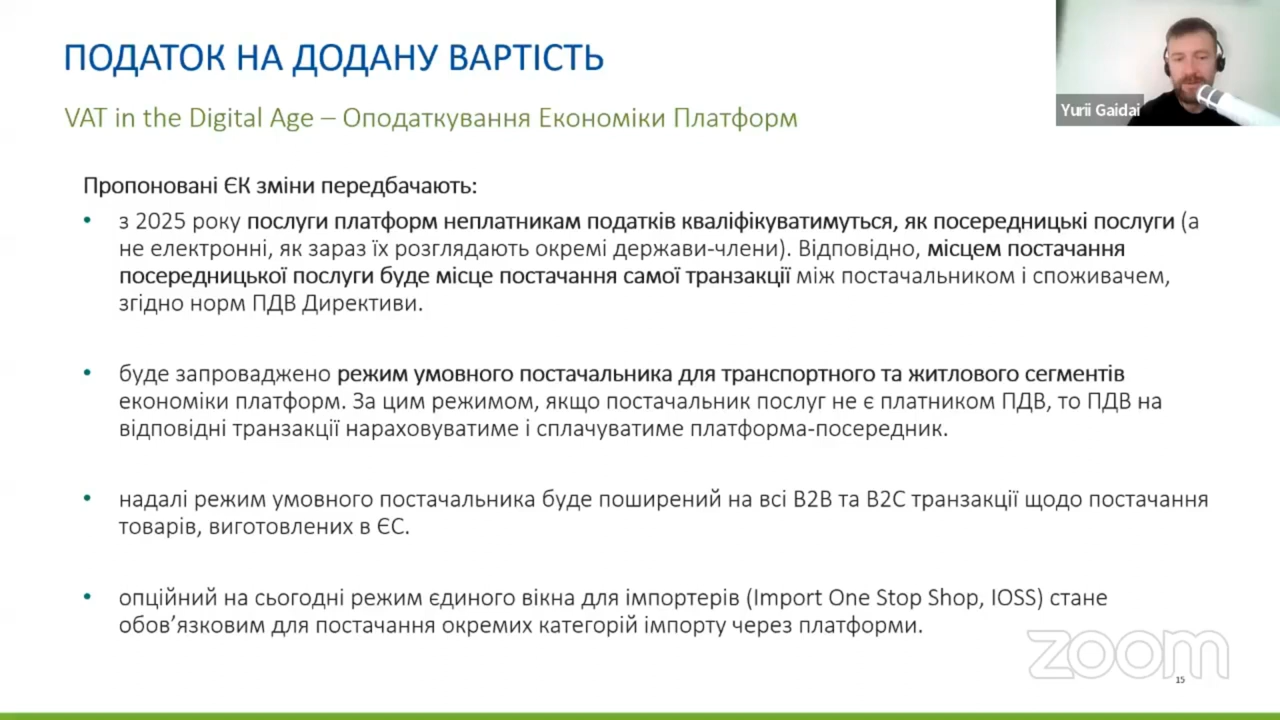 ПОДАТОК НА ДОДАНУ ВАРТІСТЬ
VAT in the Digital Age – Оподаткування Економіки Платформ
Yurii Gaidai
Пропоновані ЄК зміни передбачають:
• з 2025 року послуги платформ неплатникам податків кваліфікуватимуться, як посередницькі послуги (а
не електронні, як зараз їх розглядають окремі держави-члени). Відповідно, місцем постачання
посередницької послуги буде місце постачання самої транзакції між постачальником і споживачем,
згідно норм ПДВ Директиви.
• буде запроваджено режим умовного постачальника для транспортного та житлового сегментів
економіки платформ. За цим режимом, якщо постачальник послуг не є платником ПДВ, то ПДВ на
відповідні транзакції нараховуватиме і сплачуватиме платформа-посередник.
• надалі режим умовного постачальника буде поширений на всі B2B та B2C транзакції щодо постачання
товарів, виготовлених в ЄС.
• опційний на сьогодні режим єдиного вікна для імпортерів (Import One Stop Shop, IOSS) стане
обов’язковим для постачання окремих категорій імпорту через платформи.
zoom
15